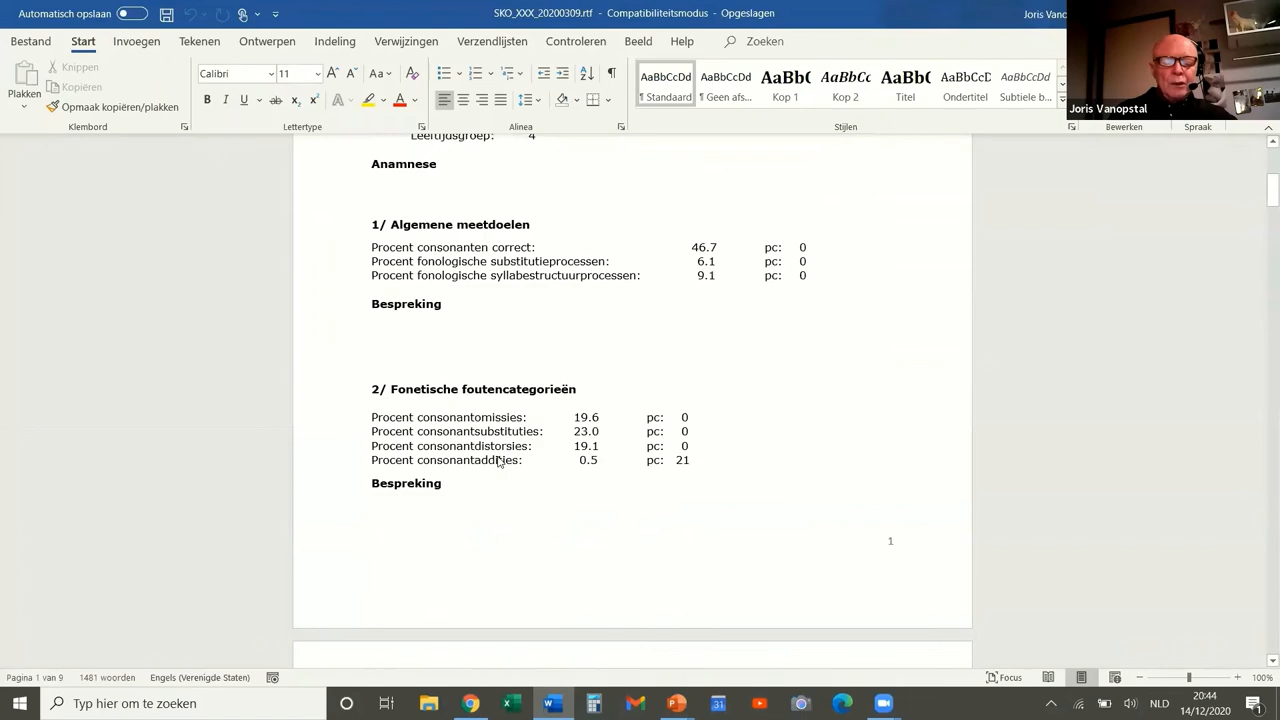 Automatisch opslaan
SKO_XXX_20200309.rtf - Compatibiliteitsmodus - Opgeslagen
Joris Vanopstal
Bestand Start Invoegen Tekenen Ontwerpen Indeling Verwijzingen Verzendlijsten Controleren Beeld Help Zoeken
Plakken
Knippen
Kopiëren
Opmaak kopiëren/plakken
Klembord
Calibri 11
B I U ab x₂ x²
Lettertype
Alinea
AaBbCcDd AaBbCcDd AaBbC AaBbCc AaBbC AaBbCcD AaBbCcDd
¶ Standaard ¶ Geen afs... Kop 1 Kop 2 Titel Ondertitel Subtiele b...
Stijlen
Bewerken
Spraak
Leeftijdsgroep: 4
Anamnese
1/ Algemene meetdoelen
Procent consonanten correct: 46.7 pc: 0
Procent fonologische substitutieprocessen: 6.1 pc: 0
Procent fonologische syllabestructuurprocessen: 9.1 pc: 0
Bespreking
2/ Fonetische foutencategorieën
Procent consonantomissies: 19.6 pc: 0
Procent consonantsubstituties: 23.0 pc: 0
Procent consonantdistorsies: 19.1 pc: 0
Procent consonantaddities: 0.5 pc: 21
Bespreking
1
Pagina 1 van 9 1481 woorden Engels (Verenigde Staten) Focus 100%
Typ hier om te zoeken
NLD
20:44
14/12/2020